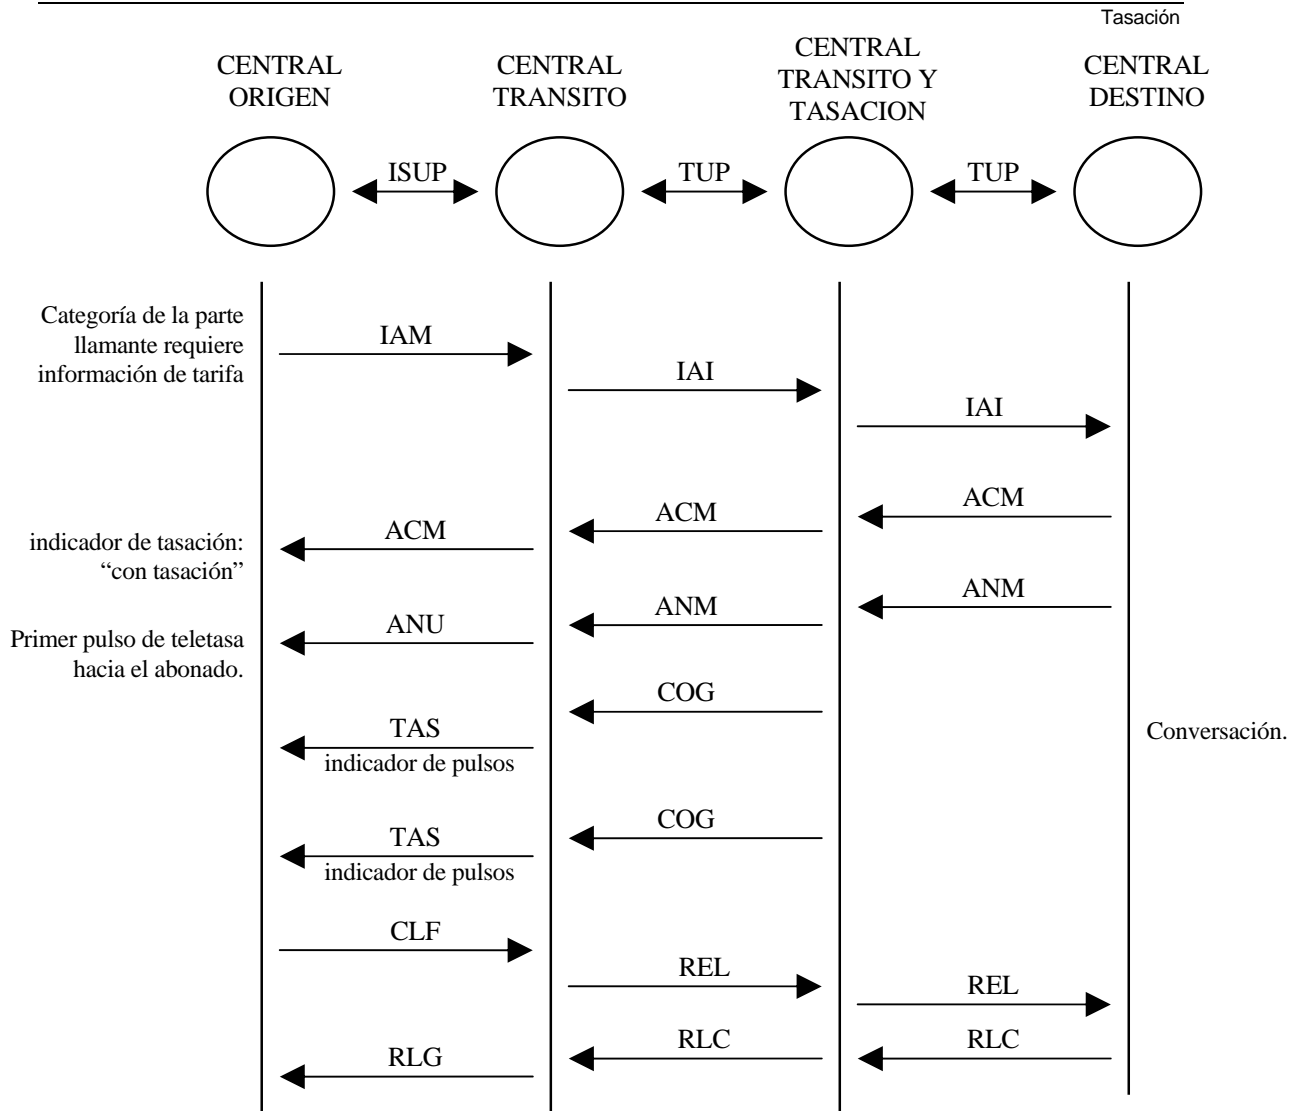 Tasación
CENTRAL
ORIGEN
CENTRAL
TRANSITO
CENTRAL
TRANSITO Y
TASACION
CENTRAL
DESTINO
ISUP
TUP
TUP
Categoría de la parte
llamante requiere
información de tarifa
IAM
IAI
IAI
ACM
ACM
ACM
indicador de tasación:
“con tasación”
ANM
ANM
ANU
Primer pulso de teletasa
hacia el abonado.
COG
TAS
indicador de pulsos
Conversación.
COG
TAS
indicador de pulsos
CLF
REL
REL
RLC
RLC
RLG